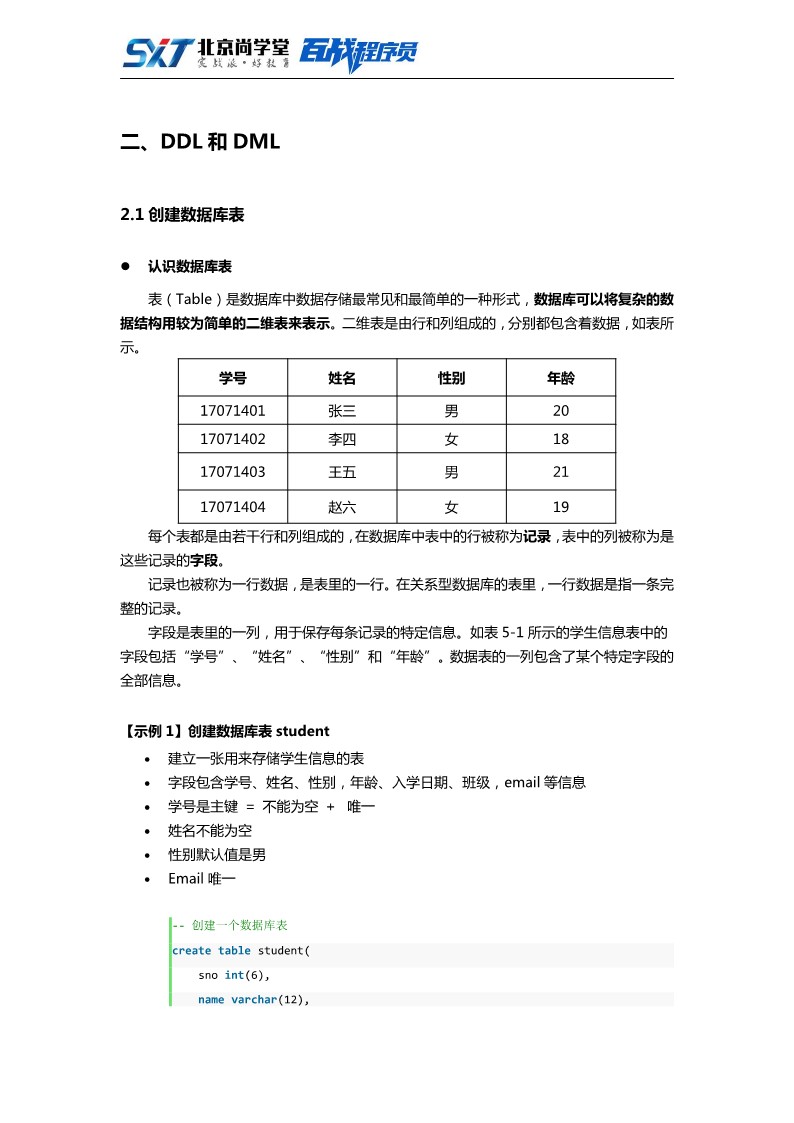 SXT 北京尚学堂 实战派·好教育 百战程序员
二、DDL 和 DML
2.1 创建数据库表
● 认识数据库表
表（Table）是数据库中数据存储最常见和最简单的一种形式，数据库可以将复杂的数
据结构用较为简单的二维表来表示。二维表是由行和列组成的，分别都包含着数据，如表所
示。
学号 姓名 性别 年龄
17071401 张三 男 20
17071402 李四 女 18
17071403 王五 男 21
17071404 赵六 女 19
每个表都是由若干行和列组成的，在数据库中表中的行被称为记录，表中的列被称为是
这些记录的字段。
记录也被称为一行数据，是表里的一行。在关系型数据库的表里，一行数据是指一条完
整的记录。
字段是表里的一列，用于保存每条记录的特定信息。如表 5-1 所示的学生信息表中的
字段包括“学号”、“姓名”、“性别”和“年龄”。数据表的一列包含了某个特定字段的
全部信息。
【示例 1】创建数据库表 student
• 建立一张用来存储学生信息的表
• 字段包含学号、姓名、性别，年龄、入学日期、班级，email 等信息
• 学号是主键 = 不能为空 + 唯一
• 姓名不能为空
• 性别默认值是男
• Email 唯一
-- 创建一个数据库表
create table student(
sno int(6),
name varchar(12),